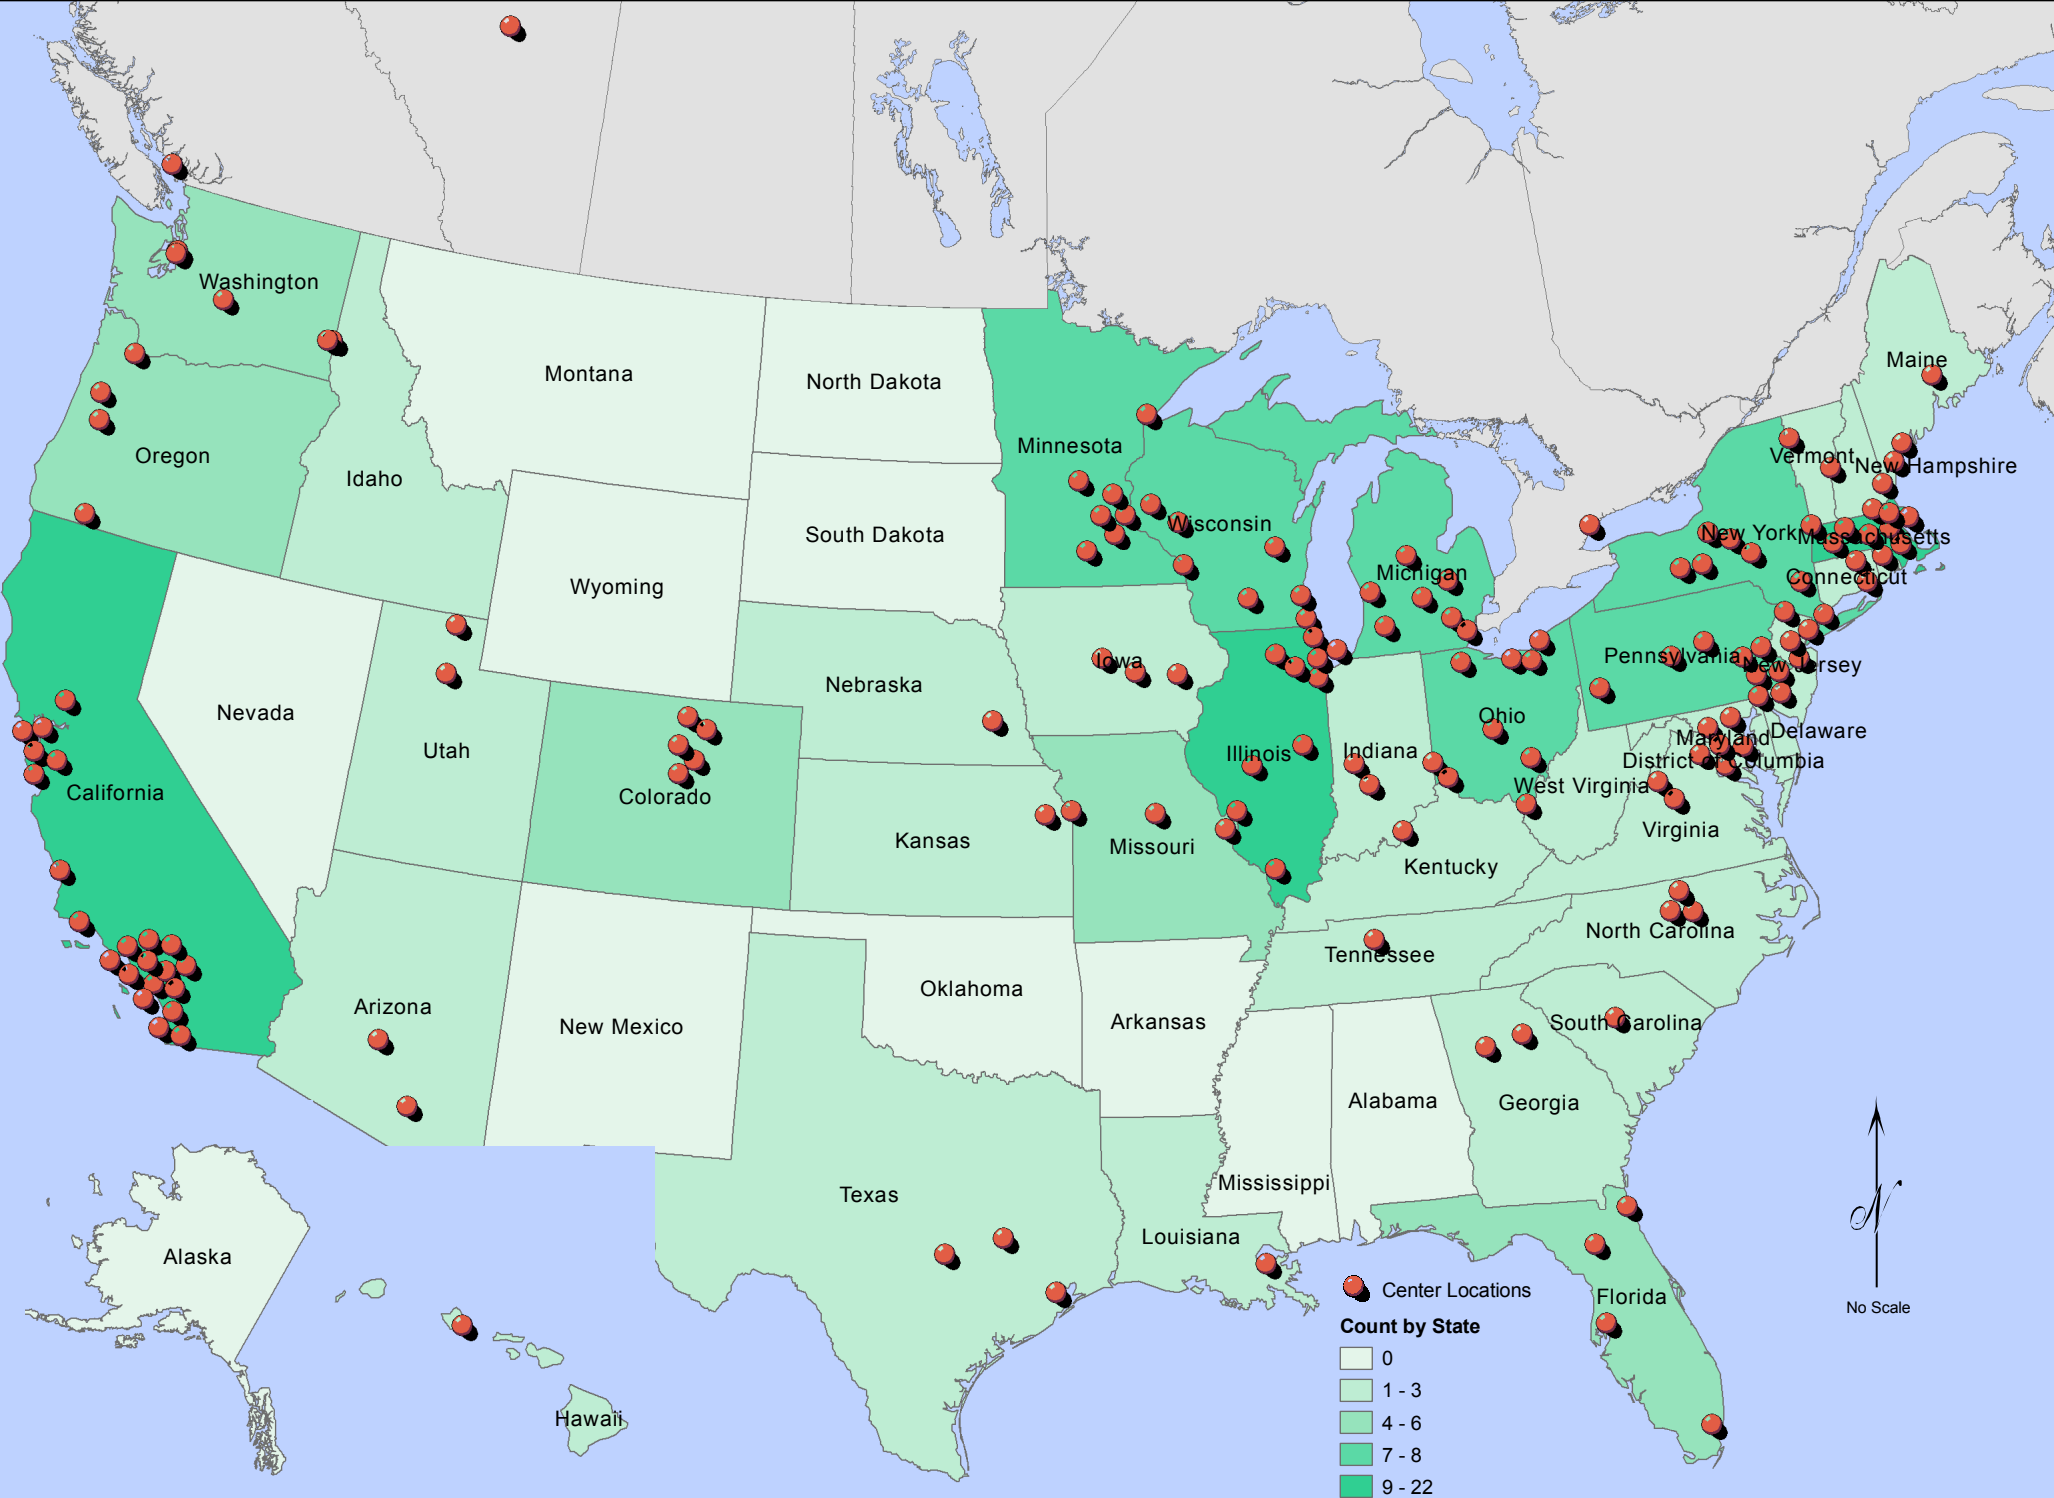 Washington
Montana
North Dakota
Minnesota
Maine
Oregon
Idaho
Vermont
New Hampshire
South Dakota
Wisconsin
New York
Massachusetts
Wyoming
Michigan
Connecticut
Iowa
Nebraska
Pennsylvania
New Jersey
Nevada
Utah
Ohio
Illinois
Indiana
Maryland
Delaware
District of Columbia
California
Colorado
West Virginia
Kansas
Missouri
Virginia
Kentucky
North Carolina
Tennessee
Arizona
New Mexico
Oklahoma
Arkansas
South Carolina
Alabama
Georgia
Mississippi
Texas
Louisiana
Alaska
Florida
Hawaii
N
No Scale
Center Locations
Count by State
0
1 - 3
4 - 6
7 - 8
9 - 22